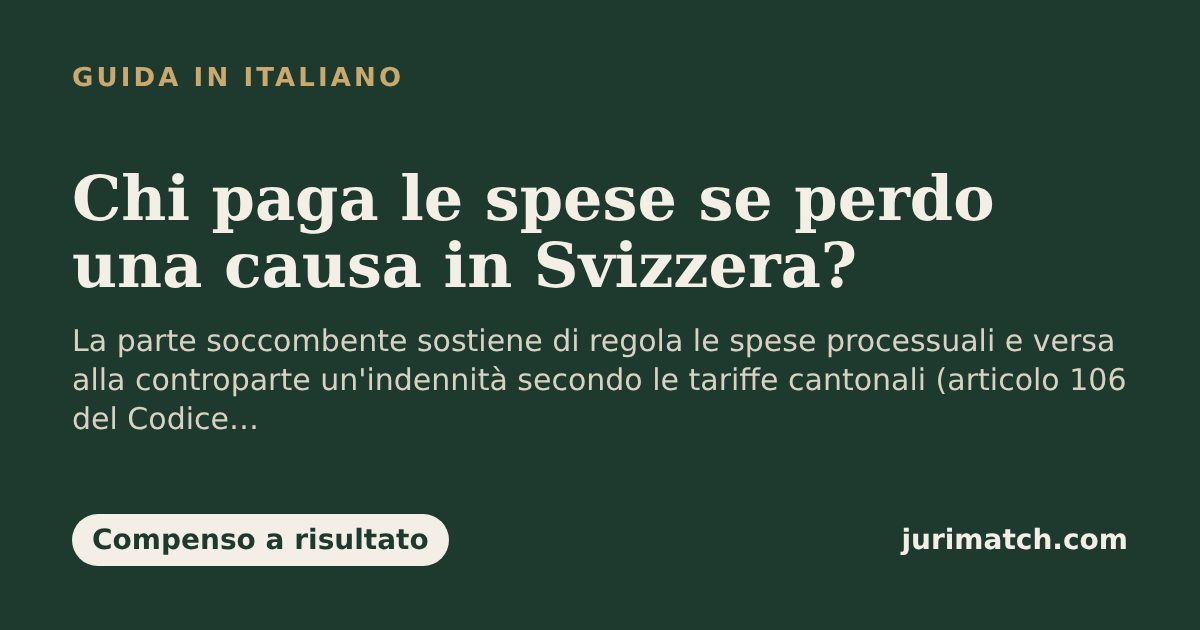 GUIDA IN ITALIANO
Chi paga le spese se perdo
una causa in Svizzera?
La parte soccombente sostiene di regola le spese processuali e versa
alla controparte un'indennità secondo le tariffe cantonali (articolo 106
del Codice…
Compenso a risultato
jurimatch.com